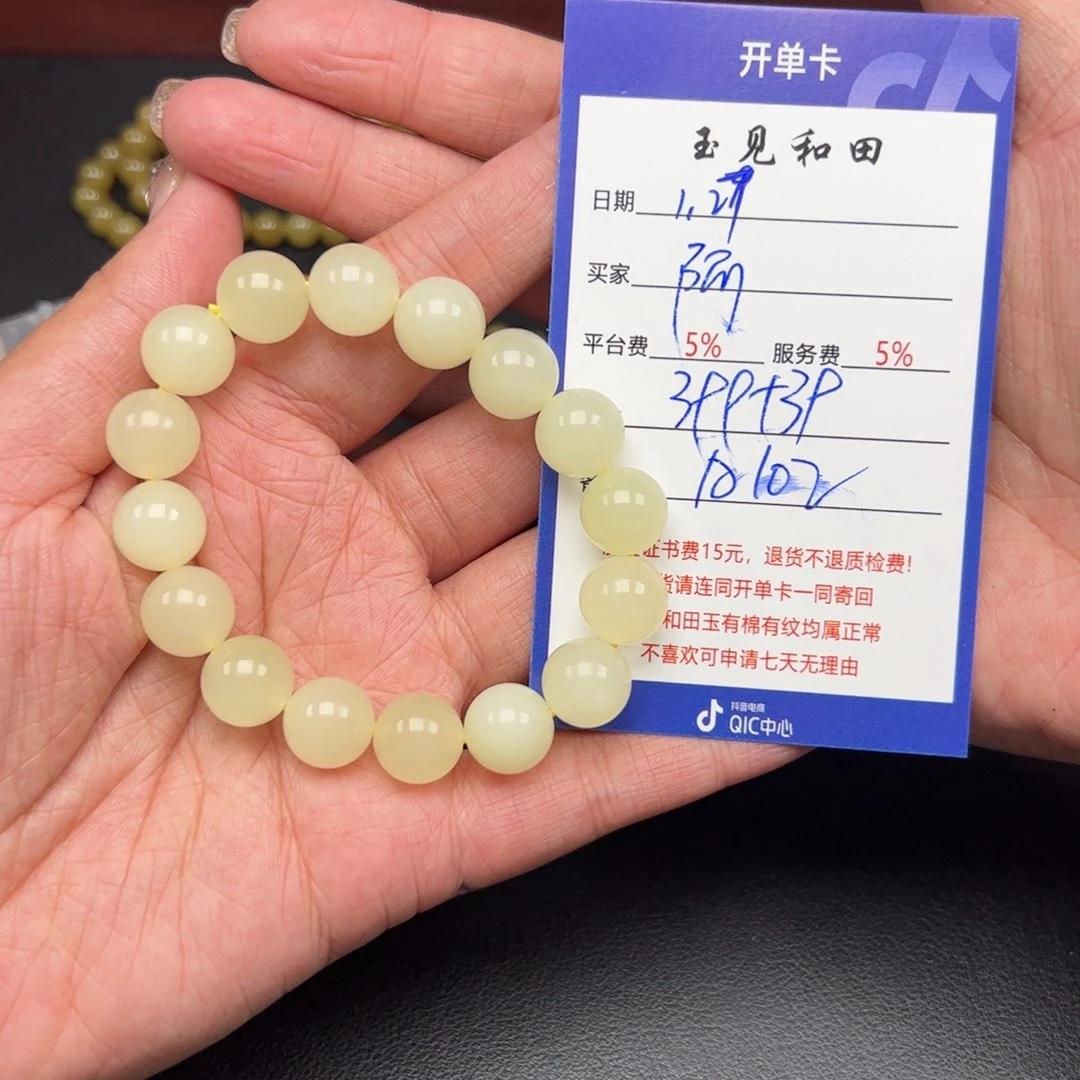 开单卡
玉见和田
日期 1.29
买家
平台费 5% 服务费 5%
证书费15元，退货不退质检费!
货请连同开单卡一同寄回
和田玉有棉有纹均属正常
不喜欢可申请七天无理由
抖音电商
QIC中心